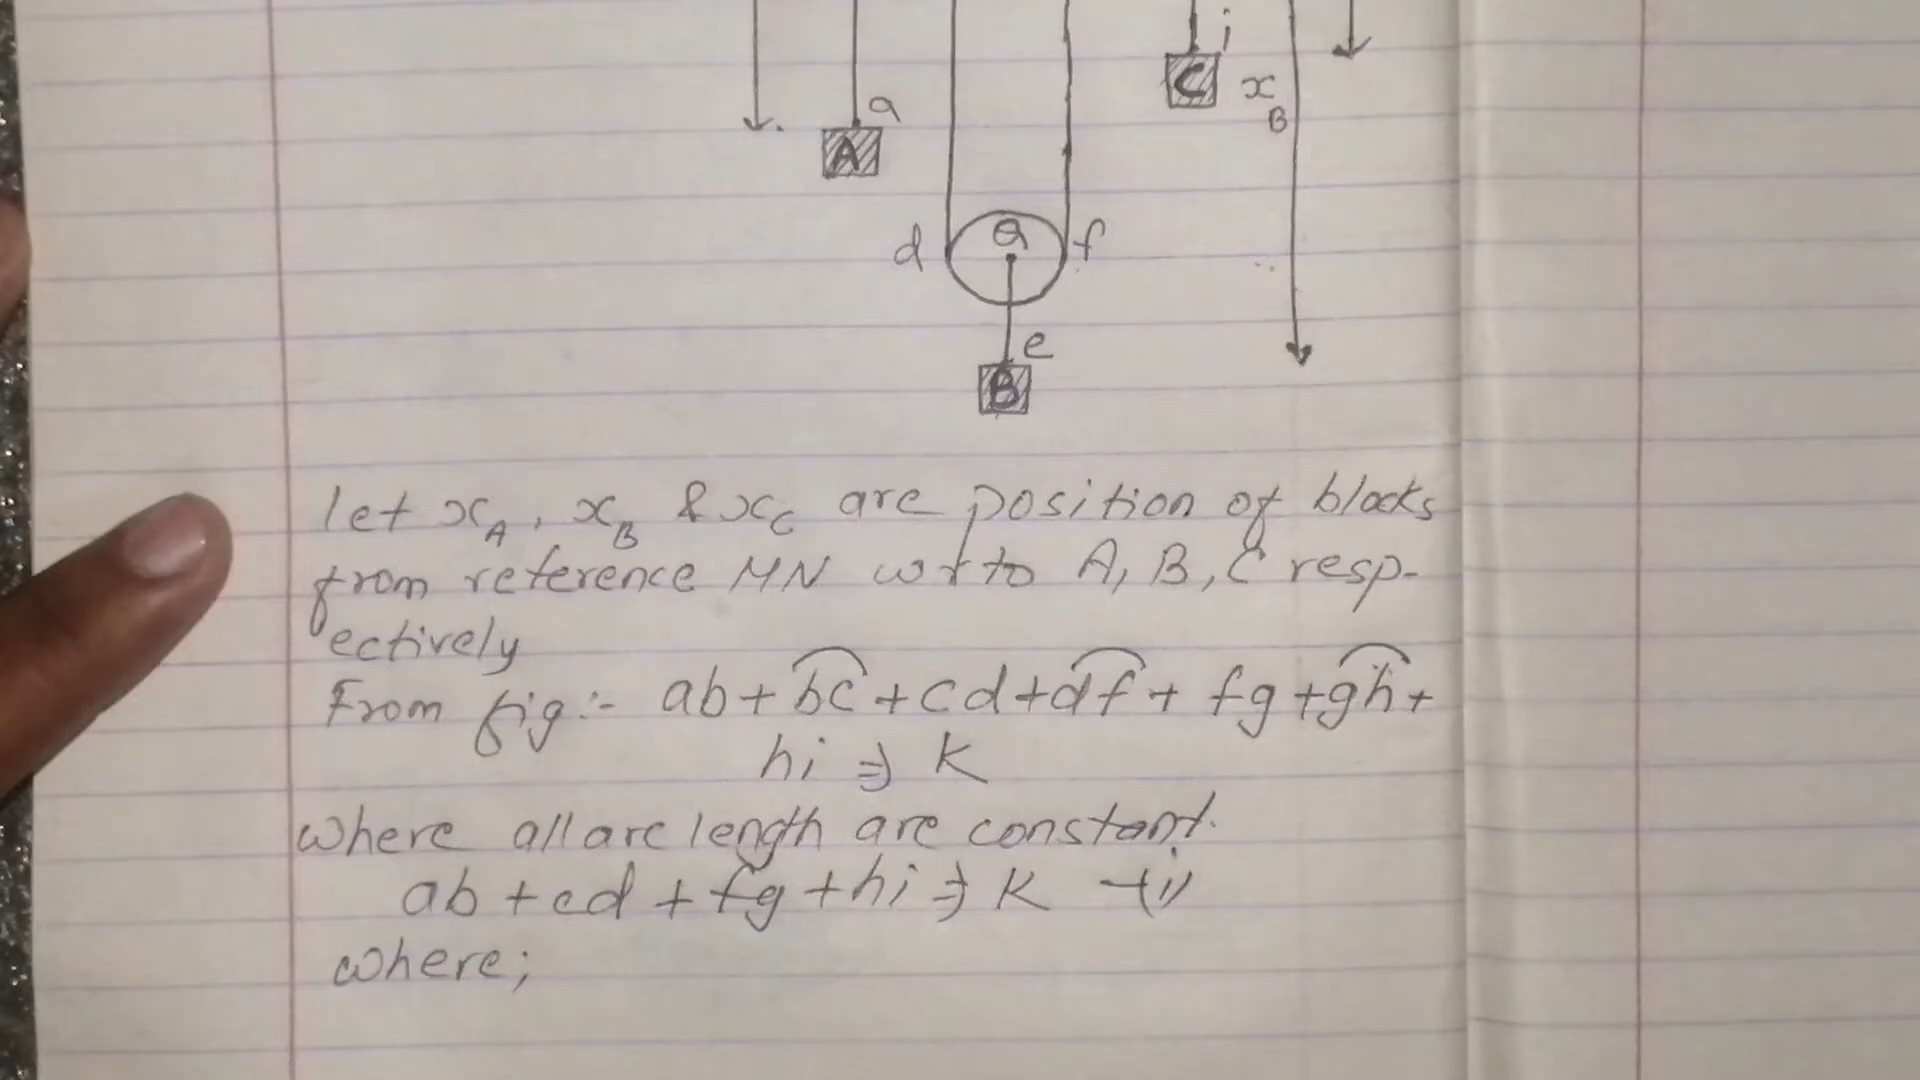 i
C
x
B
a
A
d
Q
f
e
B
let x_A, x_B & x_C are position of blocks
from reference MN wrto A, B, C resp-
ectively
From fig:- ab + bc + cd + df + fg + gh +
hi ⇒ K
where all arc length are constant.
ab + cd + fg + hi ⇒ K -(i)
where;